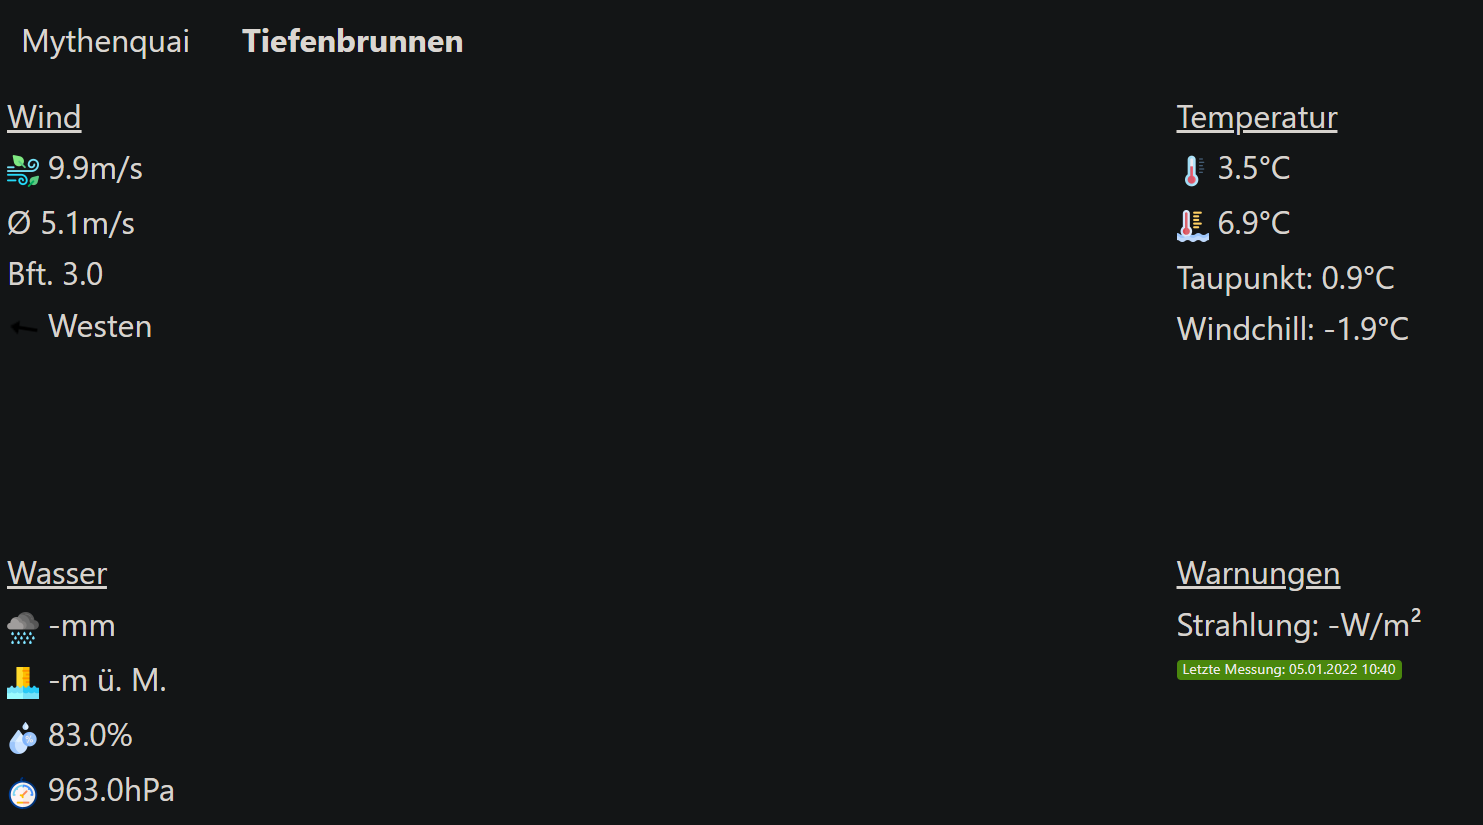 Mythenquai Tiefenbrunnen
Wind
9.9m/s
Ø 5.1m/s
Bft. 3.0
Westen
Temperatur
3.5°C
6.9°C
Taupunkt: 0.9°C
Windchill: -1.9°C
Wasser
-mm
-m ü. M.
83.0%
963.0hPa
Warnungen
Strahlung: -W/m²
Letzte Messung: 05.01.2022 10:40